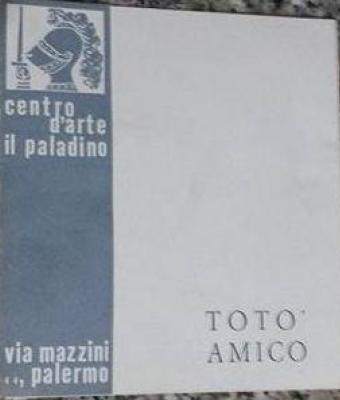 centro
d'arte
il paladino
via mazzini
, palermo
TOTO'
AMICO